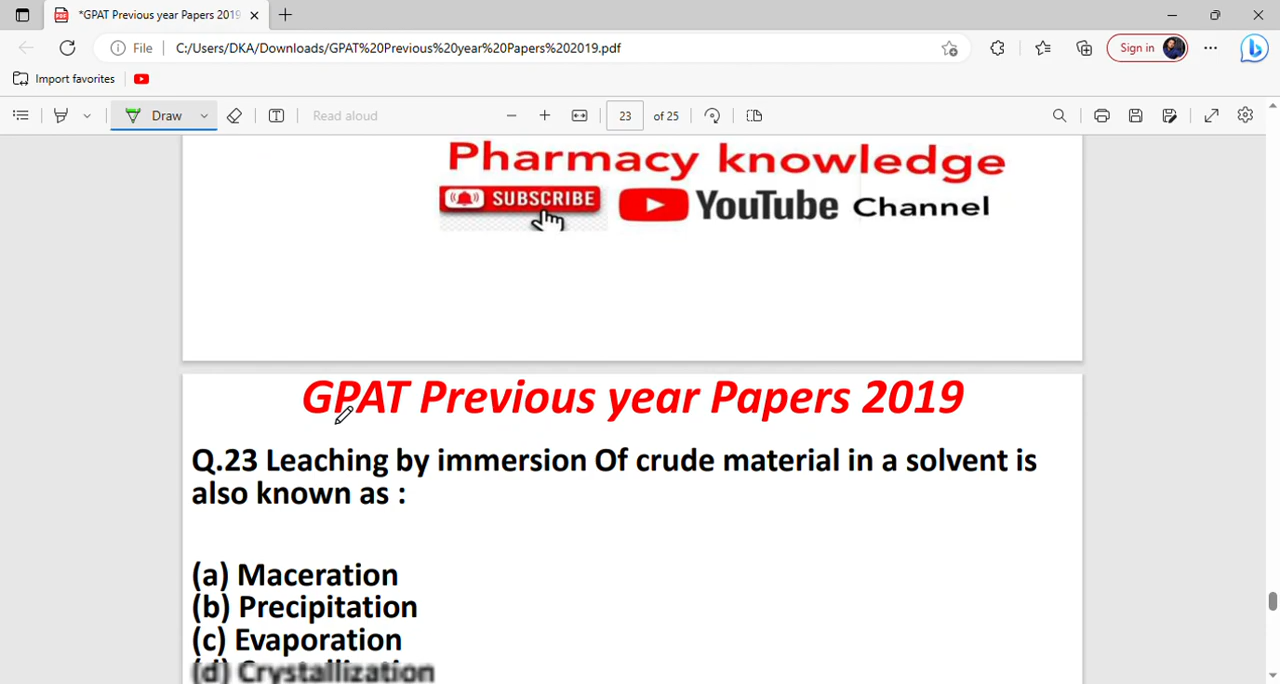 *GPAT Previous year Papers 2019
File
C:/Users/DKA/Downloads/GPAT%20Previous%20year%20Papers%202019.pdf
Sign in
Import favorites
Draw
Read aloud
23
of 25
Pharmacy knowledge
SUBSCRIBE
YouTube Channel
GPAT Previous year Papers 2019
Q.23 Leaching by immersion Of crude material in a solvent is
also known as :
(a) Maceration
(b) Precipitation
(c) Evaporation
(d) Crystallization